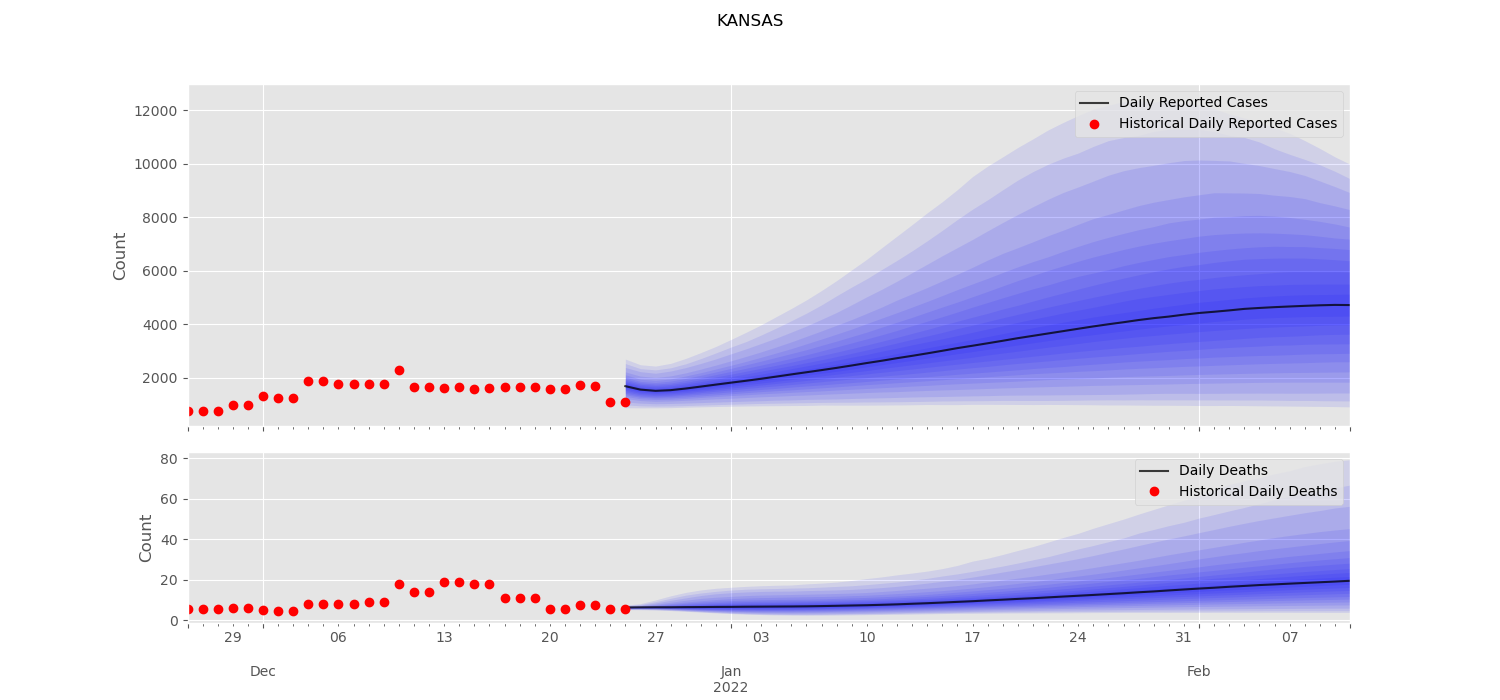 KANSAS
12000
10000
8000
6000
4000
2000
Count
Daily Reported Cases
Historical Daily Reported Cases
80
60
40
20
0
Count
Daily Deaths
Historical Daily Deaths
29 06 13 20 27 03 10 17 24 31 07
Dec Jan Feb
2022